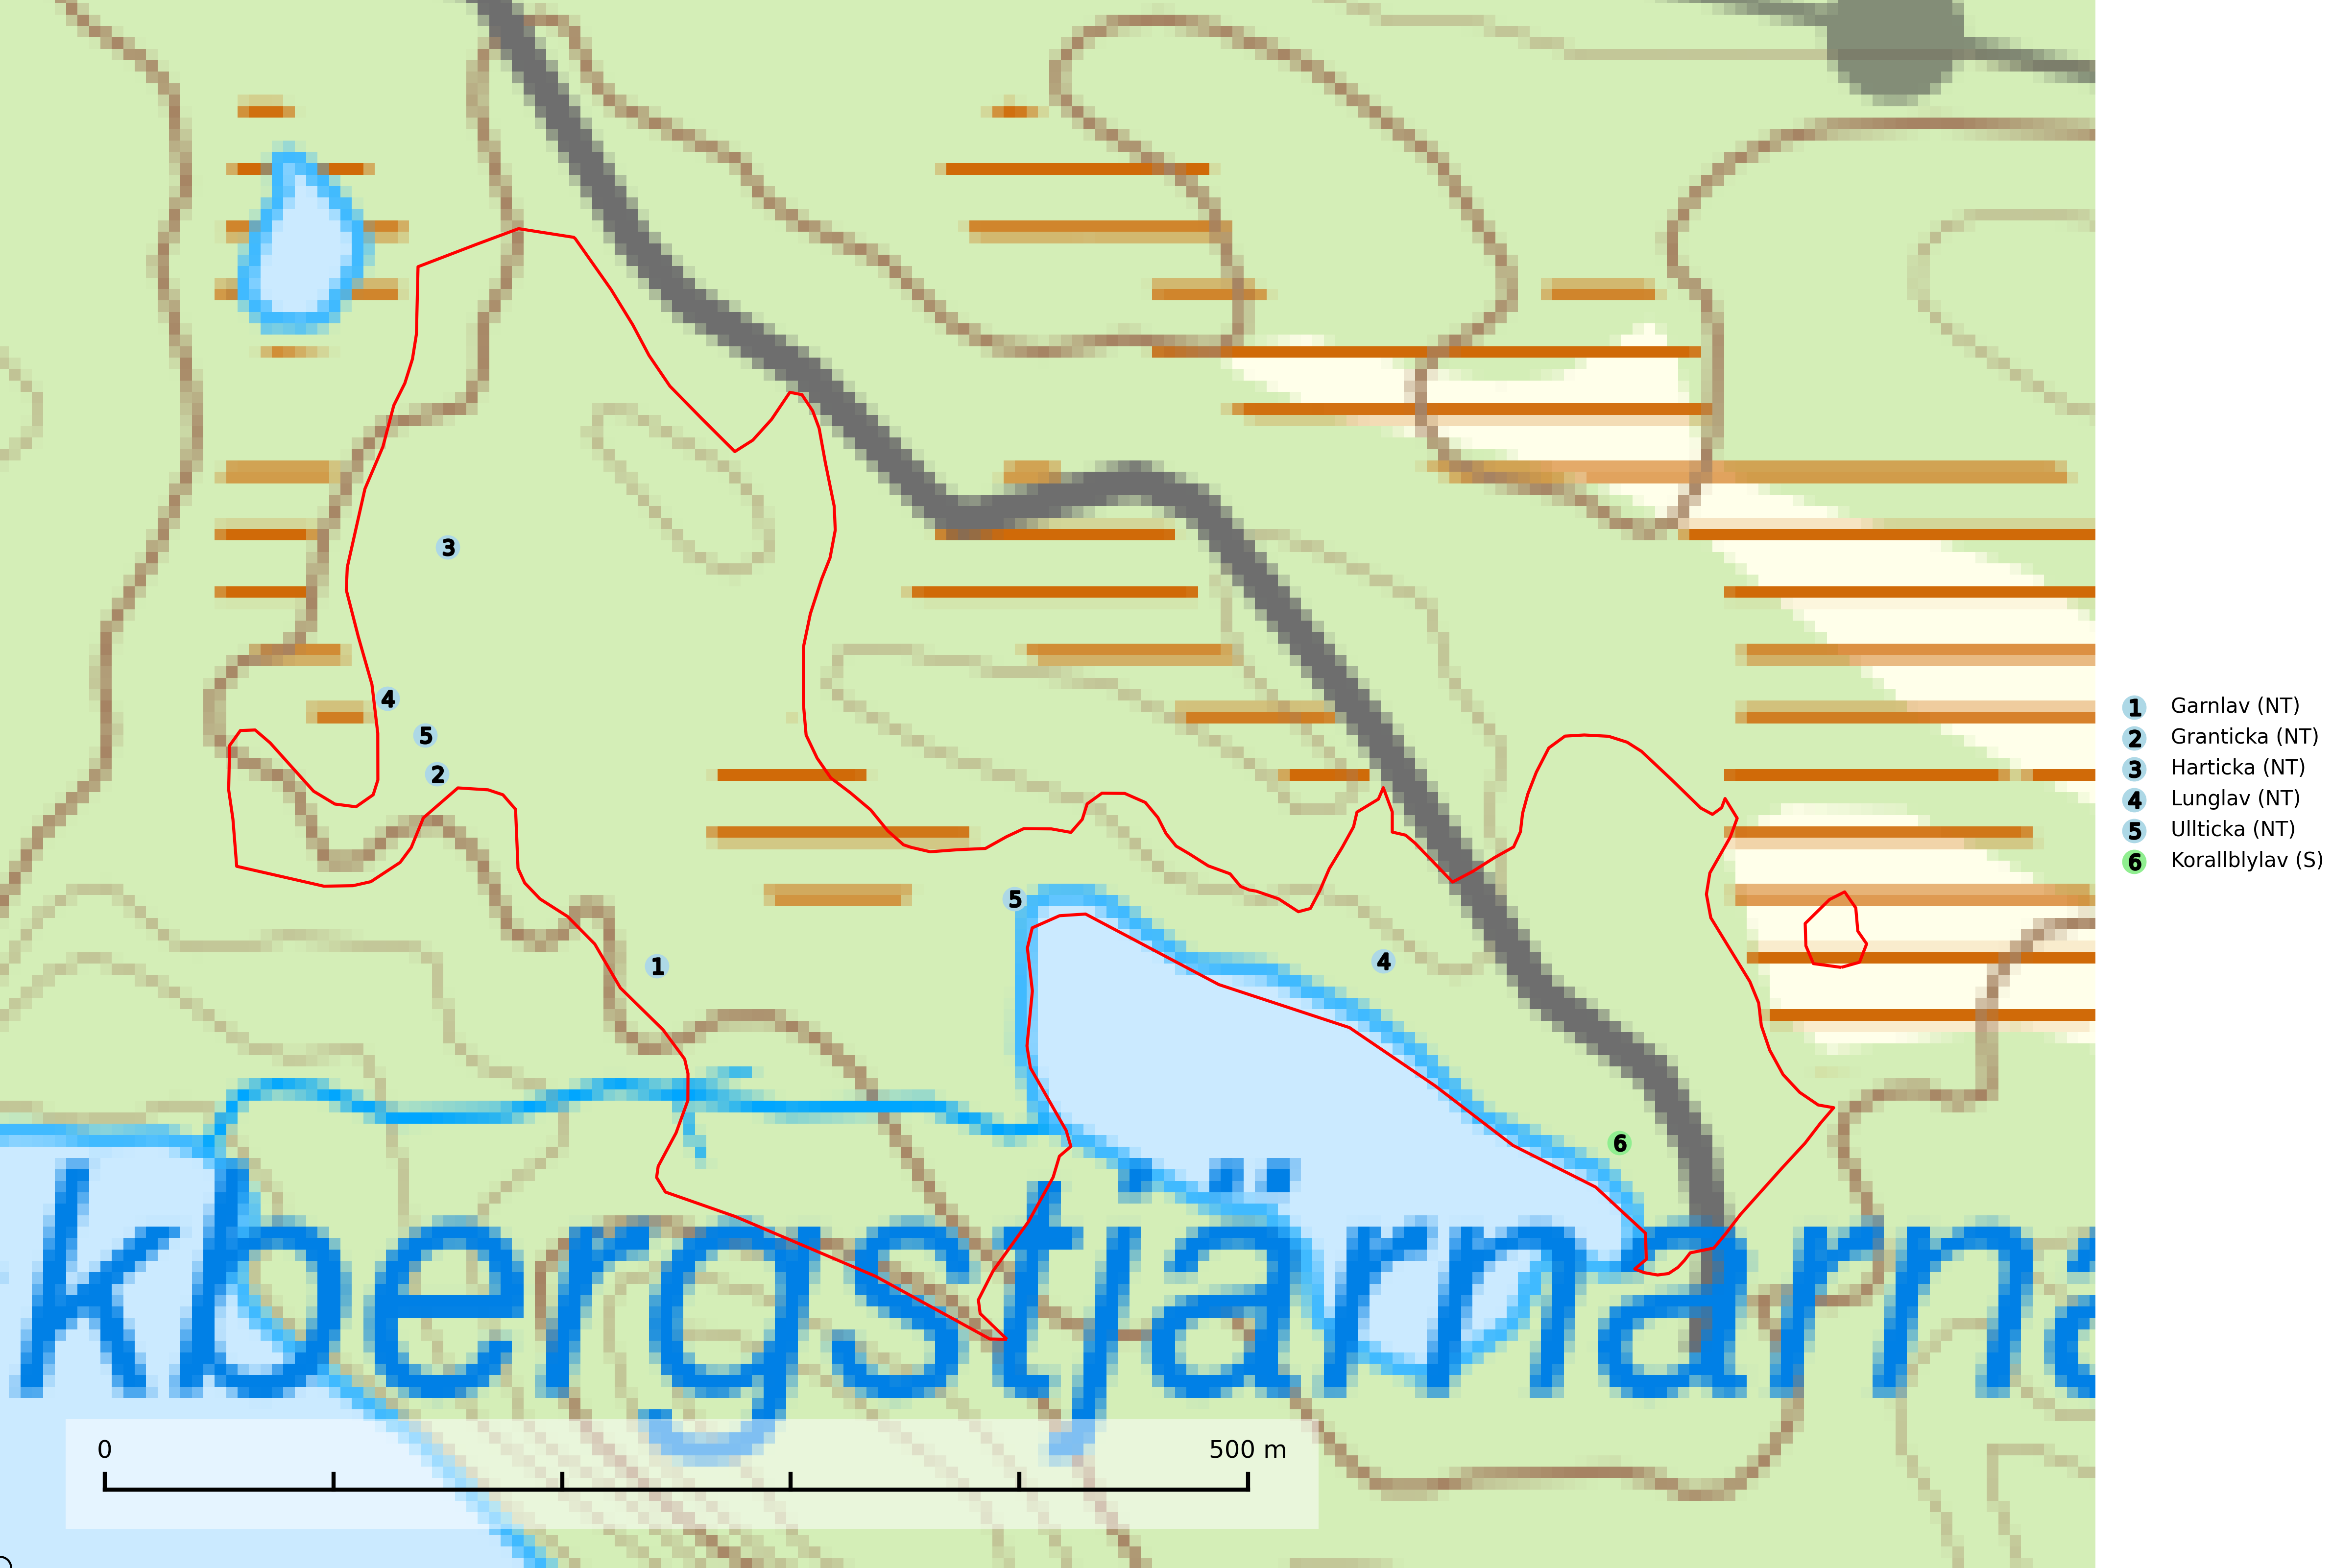 3
4
5
2
5
1
4
6
kbergstjärnarna
0 500 m
1 Garnlav (NT)
2 Granticka (NT)
3 Harticka (NT)
4 Lunglav (NT)
5 Ullticka (NT)
6 Korallblylav (S)